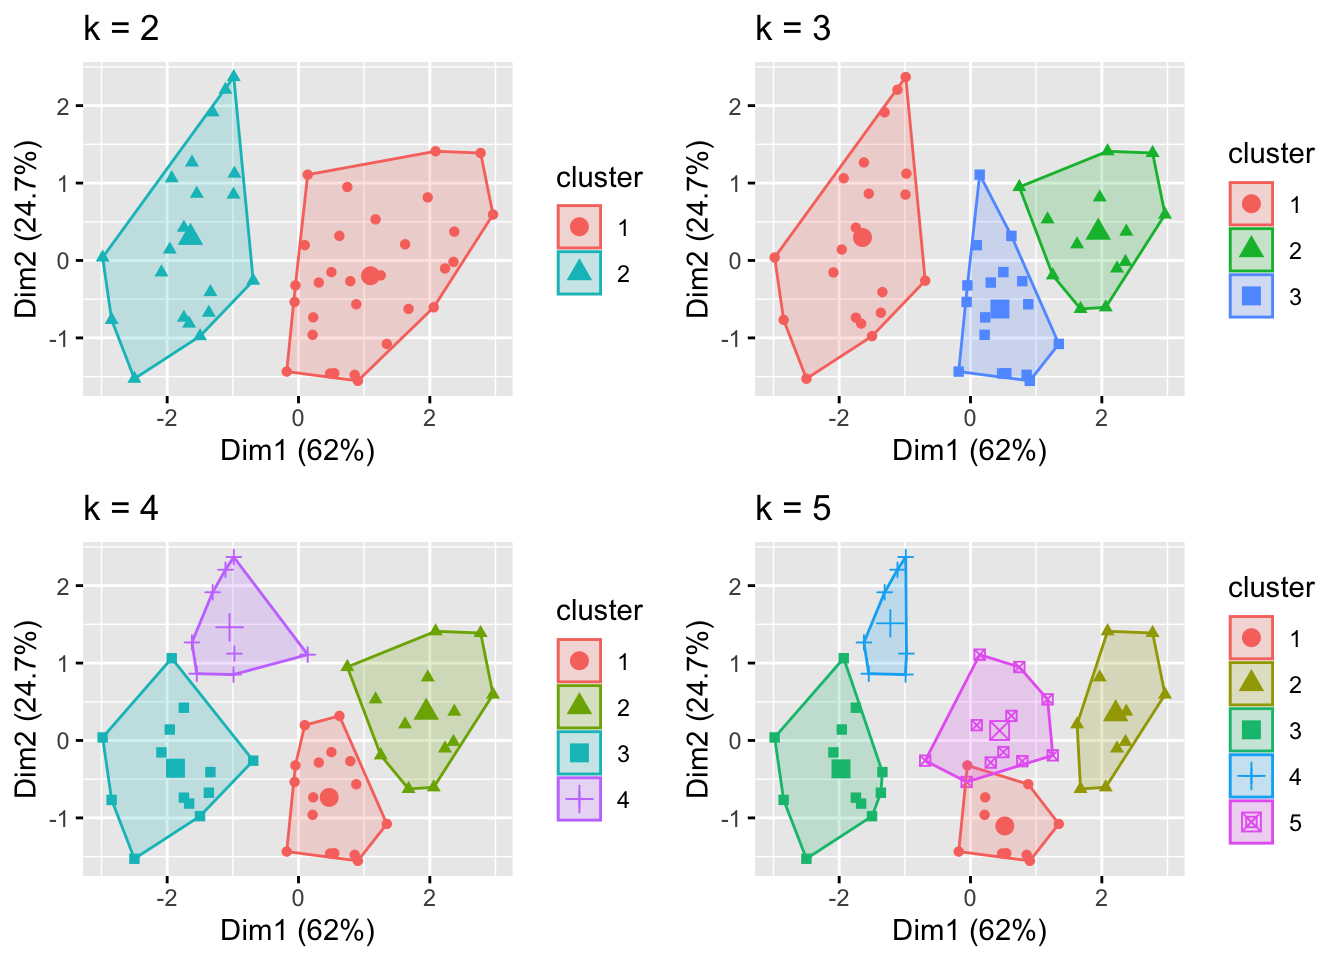 k = 2
Dim2 (24.7%)
2
1
0
-1
-2
0
2
Dim1 (62%)
cluster
1
2
k = 3
Dim2 (24.7%)
2
1
0
-1
-2
0
2
Dim1 (62%)
cluster
1
2
3
k = 4
Dim2 (24.7%)
2
1
0
-1
-2
0
2
Dim1 (62%)
cluster
1
2
3
4
k = 5
Dim2 (24.7%)
2
1
0
-1
-2
0
2
Dim1 (62%)
cluster
1
2
3
4
5